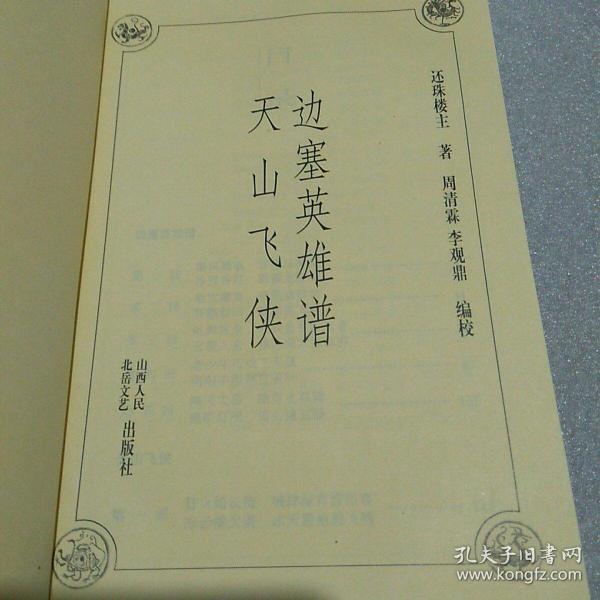 还珠楼主 著 周清霖 李观鼎 编校
边塞英雄谱
天山飞侠
山西人民
北岳文艺
出版社
孔夫子旧书网
www.kongfz.com